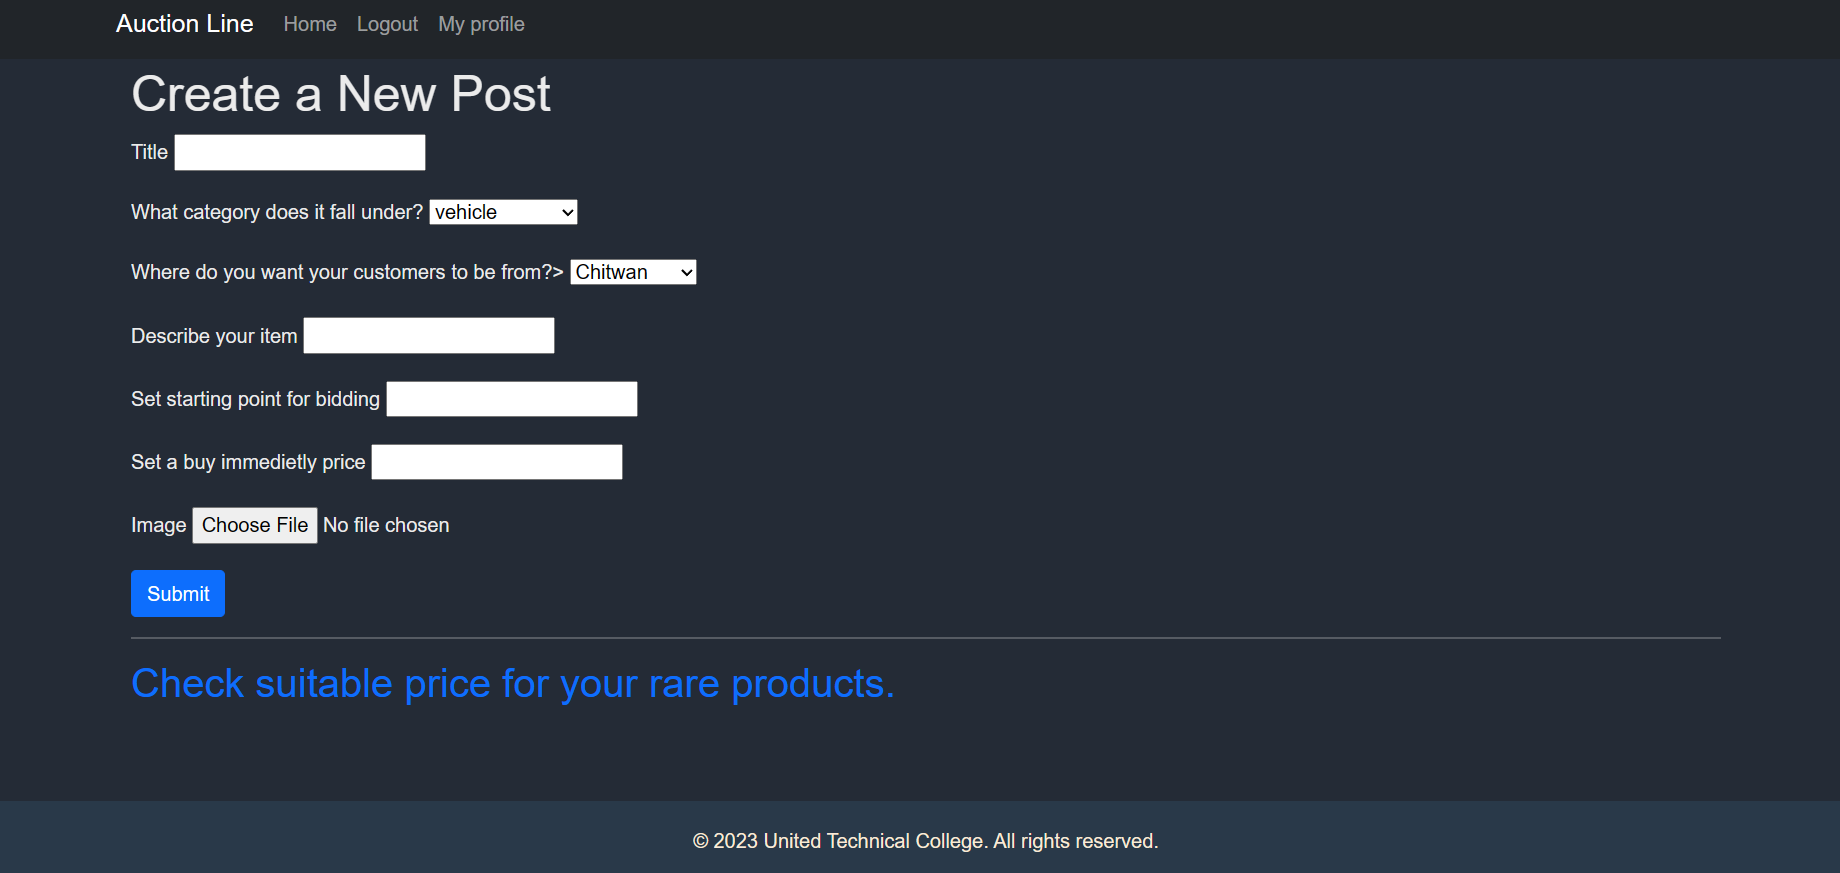 Auction Line Home Logout My profile
Create a New Post
Title
What category does it fall under? vehicle
Where do you want your customers to be from?> Chitwan
Describe your item
Set starting point for bidding
Set a buy immedietly price
Image Choose File No file chosen
Submit
Check suitable price for your rare products.
© 2023 United Technical College. All rights reserved.